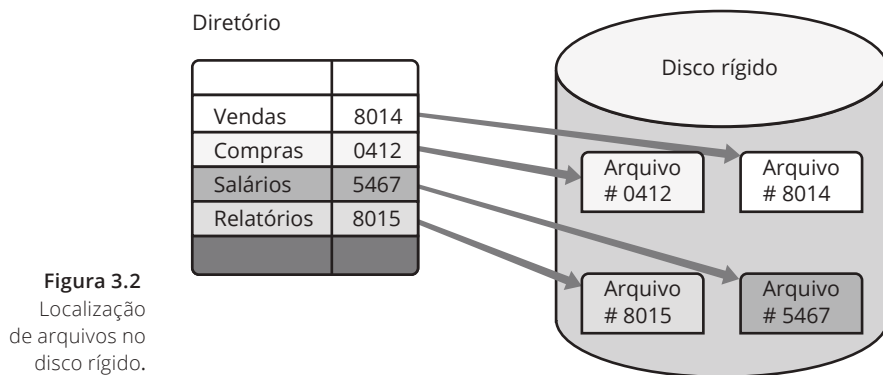 Diretório
Vendas 8014
Compras 0412
Salários 5467
Relatórios 8015
Disco rígido
Arquivo
# 0412
Arquivo
# 8014
Arquivo
# 8015
Arquivo
# 5467
Figura 3.2
Localização
de arquivos no
disco rígido.